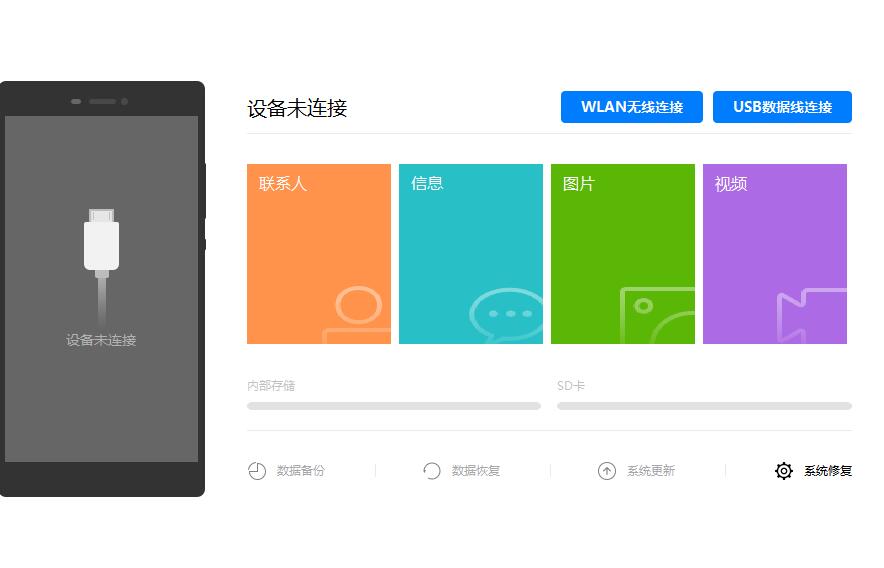 设备未连接
WLAN无线连接
USB数据线连接
联系人
信息
图片
视频
设备未连接
内部存储
SD卡
数据备份
数据恢复
系统更新
系统修复